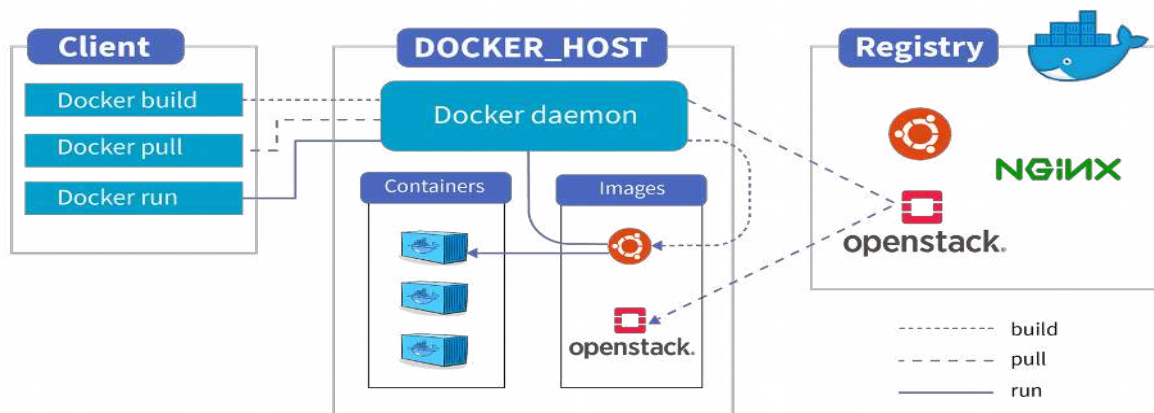 Client
Docker build
Docker pull
Docker run
DOCKER_HOST
Docker daemon
Containers
Images
openstack.
Registry
NGiNX
openstack.
build
pull
run